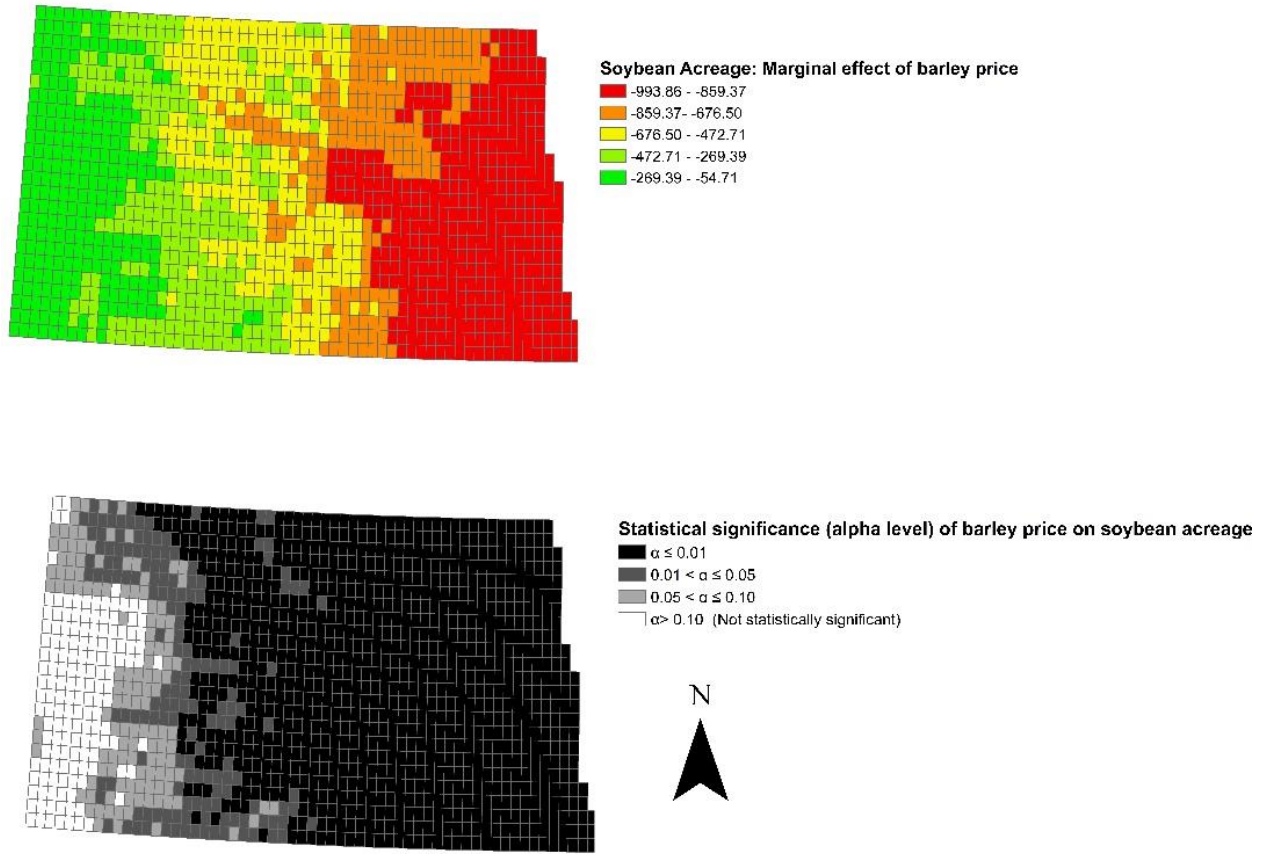 Soybean Acreage: Marginal effect of barley price
-993.86 - -859.37
-859.37- -676.50
-676.50 - -472.71
-472.71 - -269.39
-269.39 - -54.71
Statistical significance (alpha level) of barley price on soybean acreage
α ≤ 0.01
0.01 < α ≤ 0.05
0.05 < α ≤ 0.10
α> 0.10 (Not statistically significant)
N